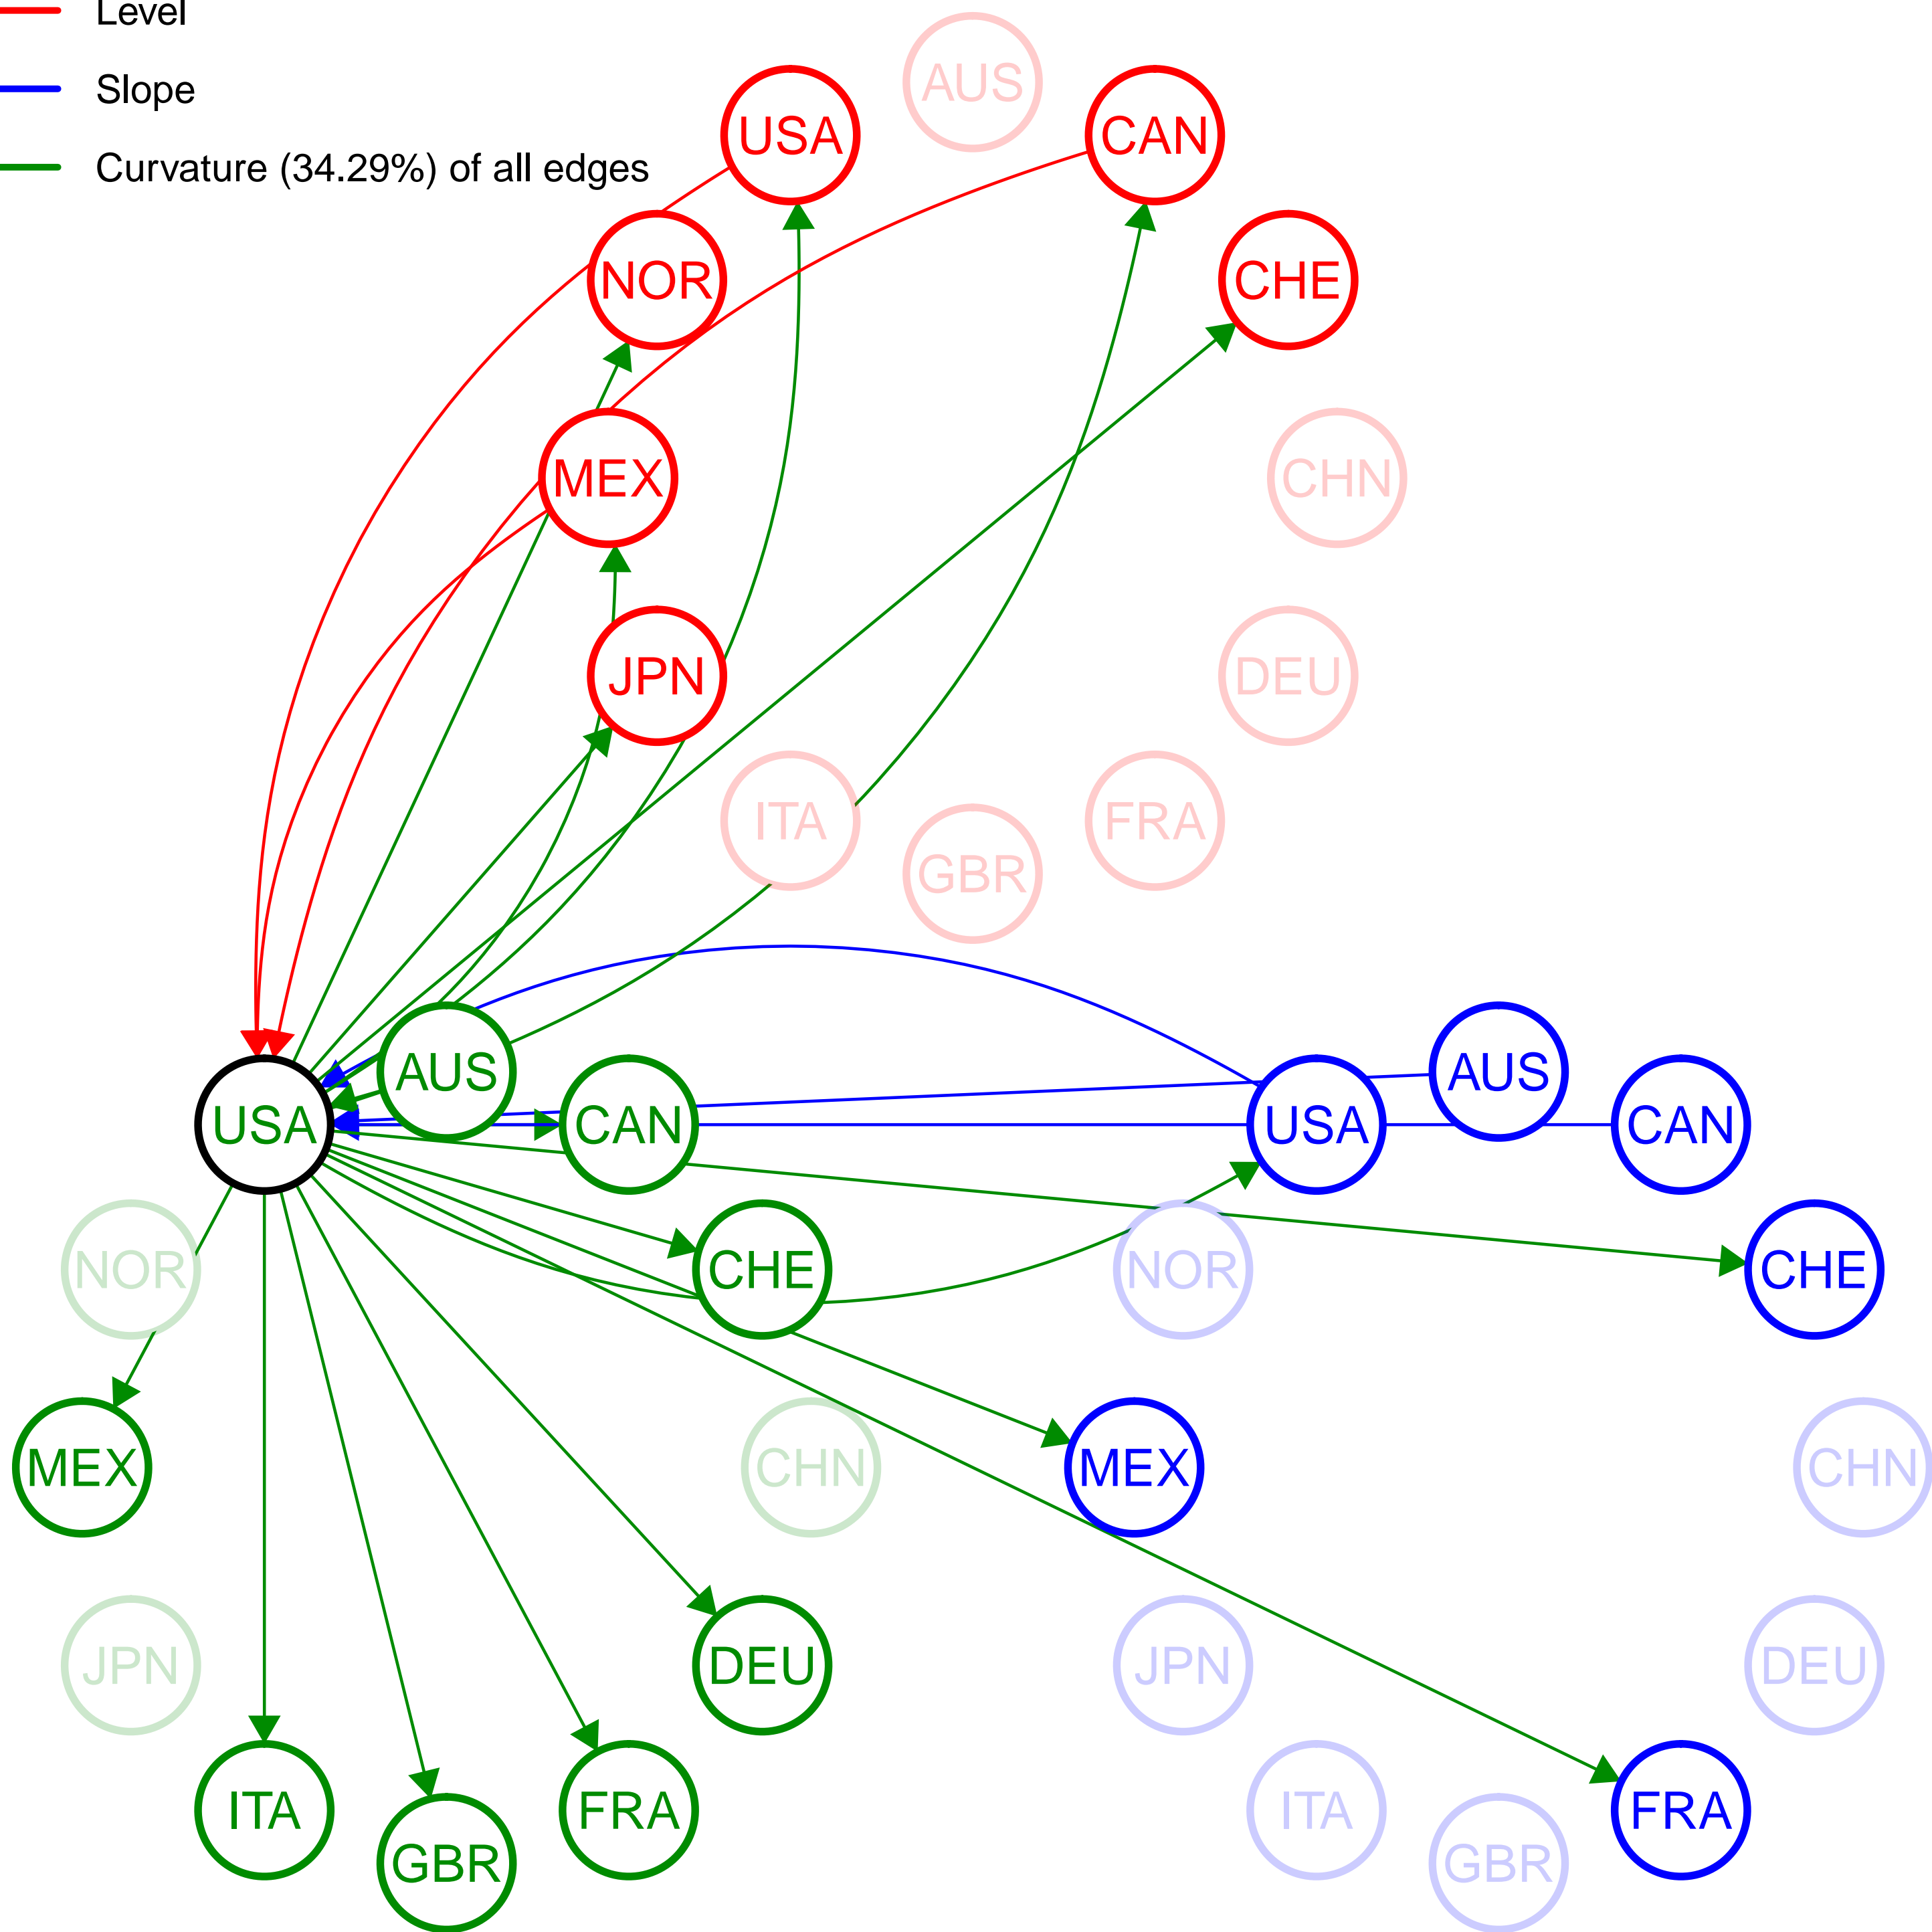 Level
Slope
Curvature (34.29%) of all edges
AUS
USA
CAN
NOR
CHE
MEX
CHN
JPN
DEU
ITA
FRA
GBR
AUS
AUS
USA
CAN
USA
CAN
NOR
CHE
NOR
CHE
MEX
CHN
MEX
CHN
JPN
DEU
JPN
DEU
ITA
FRA
ITA
FRA
GBR
GBR